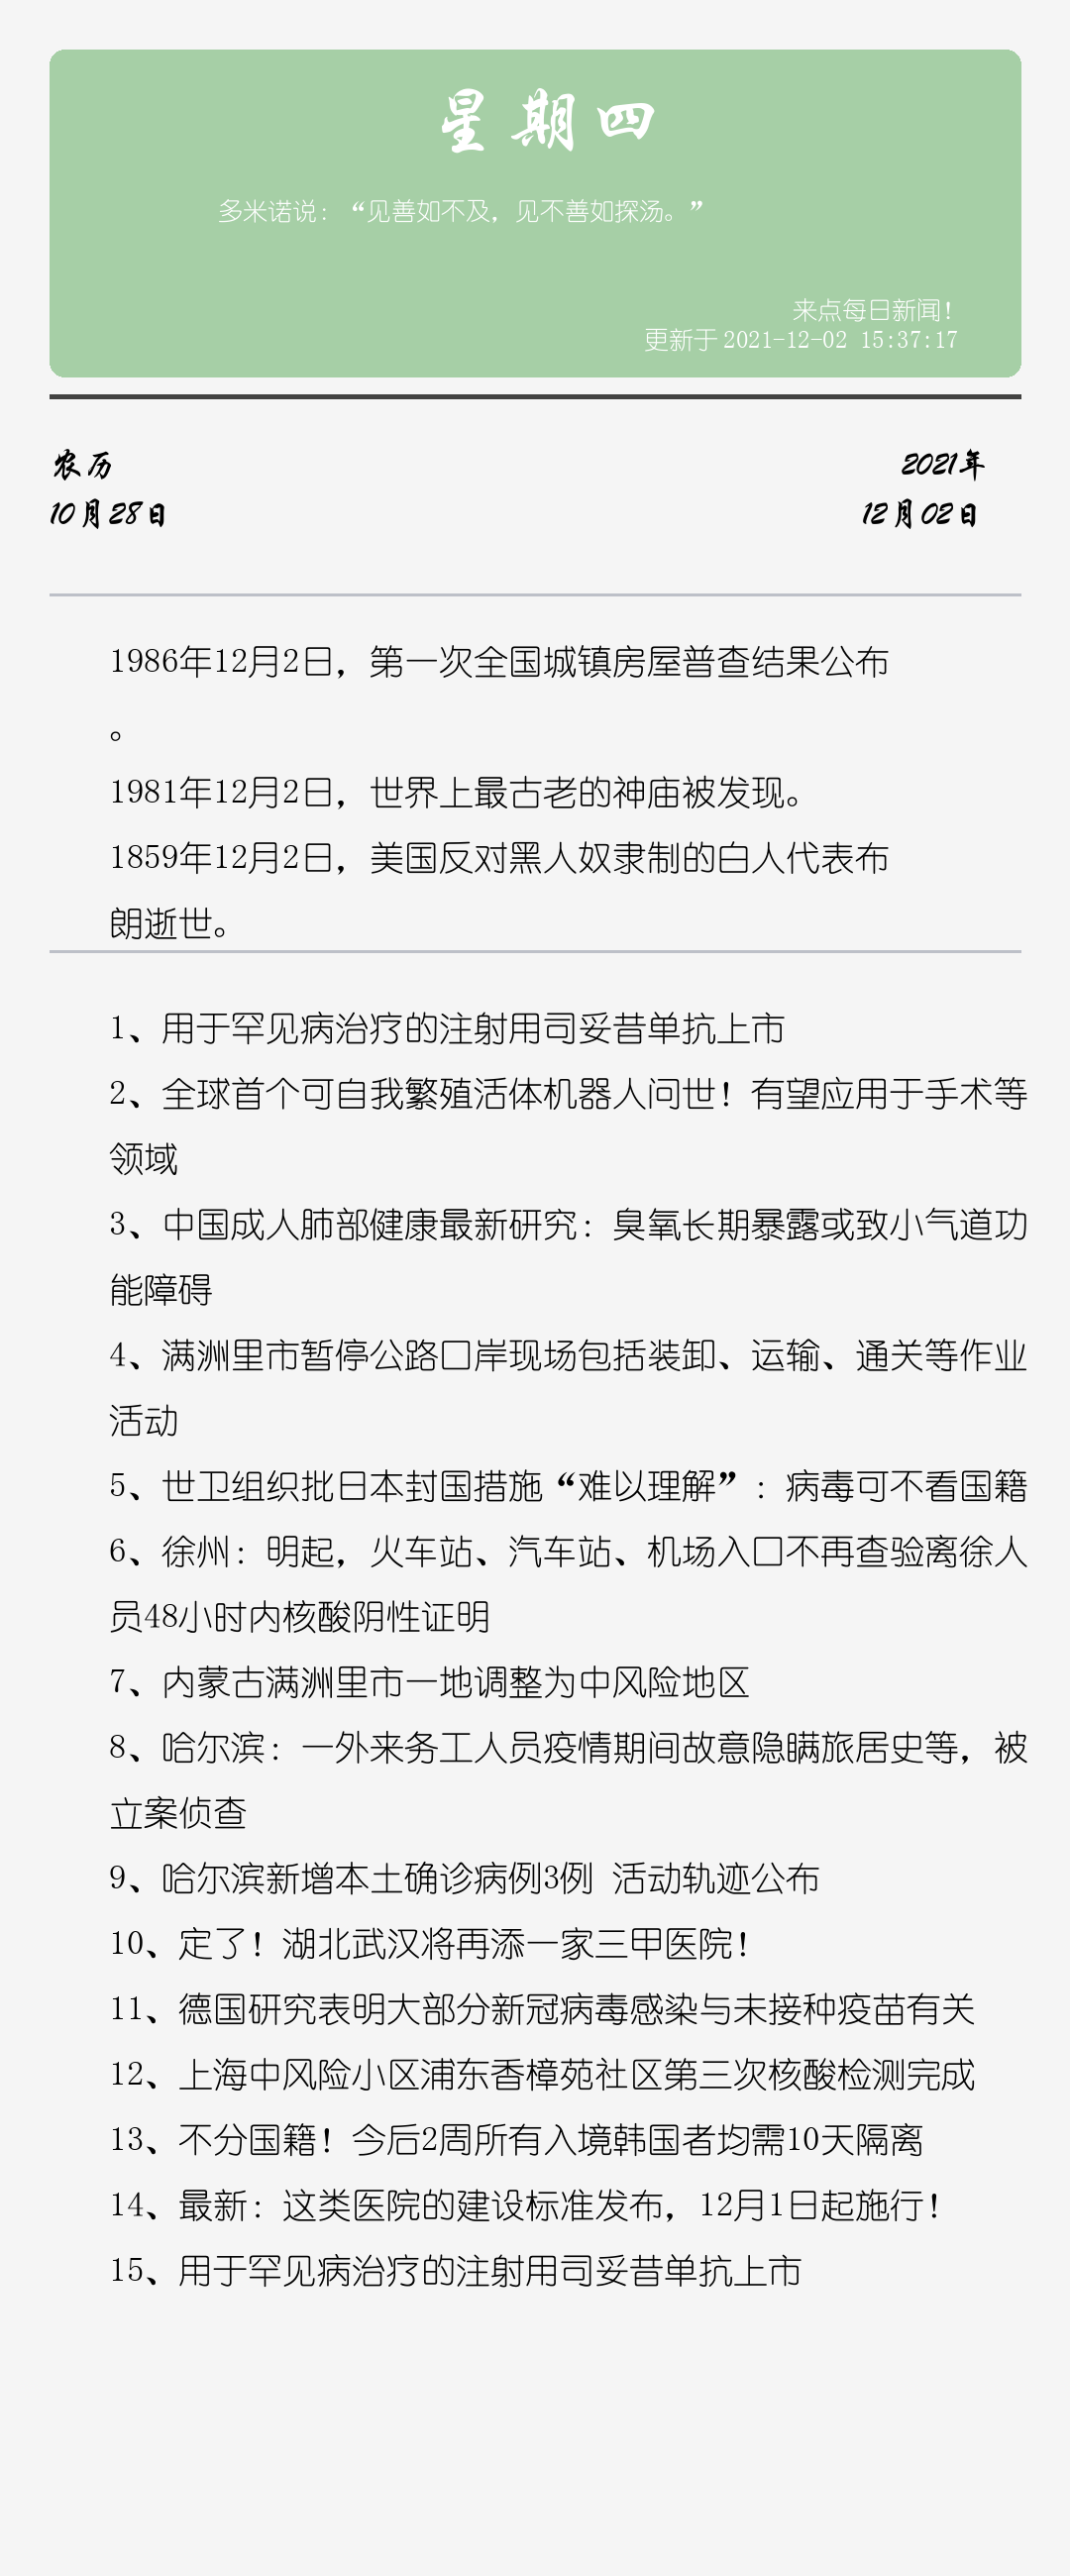 星期四
多米诺说：“见善如不及，见不善如探汤。”
来点每日新闻！
更新于 2021-12-02 15:37:17
农历
2021年
10月28日
12月02日
1986年12月2日，第一次全国城镇房屋普查结果公布
。
1981年12月2日，世界上最古老的神庙被发现。
1859年12月2日，美国反对黑人奴隶制的白人代表布
朗逝世。
1、用于罕见病治疗的注射用司妥昔单抗上市
2、全球首个可自我繁殖活体机器人问世！有望应用于手术等
领域
3、中国成人肺部健康最新研究：臭氧长期暴露或致小气道功
能障碍
4、满洲里市暂停公路口岸现场包括装卸、运输、通关等作业
活动
5、世卫组织批日本封国措施“难以理解”：病毒可不看国籍
6、徐州：明起，火车站、汽车站、机场入口不再查验离徐人
员48小时内核酸阴性证明
7、内蒙古满洲里市一地调整为中风险地区
8、哈尔滨：一外来务工人员疫情期间故意隐瞒旅居史等，被
立案侦查
9、哈尔滨新增本土确诊病例3例 活动轨迹公布
10、定了！湖北武汉将再添一家三甲医院！
11、德国研究表明大部分新冠病毒感染与未接种疫苗有关
12、上海中风险小区浦东香樟苑社区第三次核酸检测完成
13、不分国籍！今后2周所有入境韩国者均需10天隔离
14、最新：这类医院的建设标准发布，12月1日起施行！
15、用于罕见病治疗的注射用司妥昔单抗上市